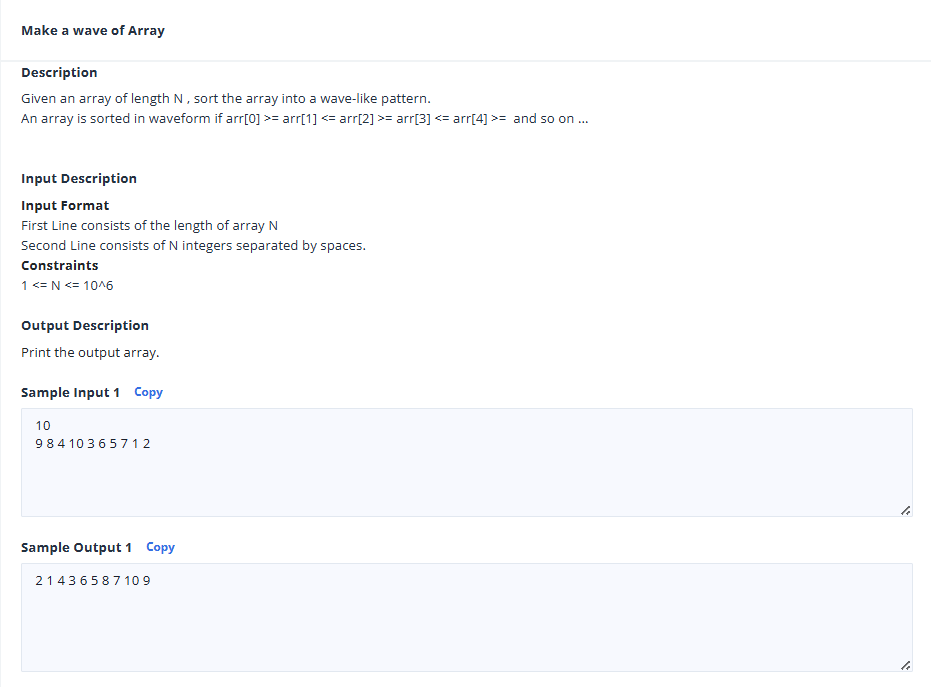 Make a wave of Array
Description
Given an array of length N , sort the array into a wave-like pattern.
An array is sorted in waveform if arr[0] >= arr[1] <= arr[2] >= arr[3] <= arr[4] >=  and so on ...
Input Description
Input Format
First Line consists of the length of array N
Second Line consists of N integers separated by spaces.
Constraints
1 <= N <= 10^6
Output Description
Print the output array.
Sample Input 1 Copy
10
9 8 4 10 3 6 5 7 1 2
Sample Output 1 Copy
2 1 4 3 6 5 8 7 10 9